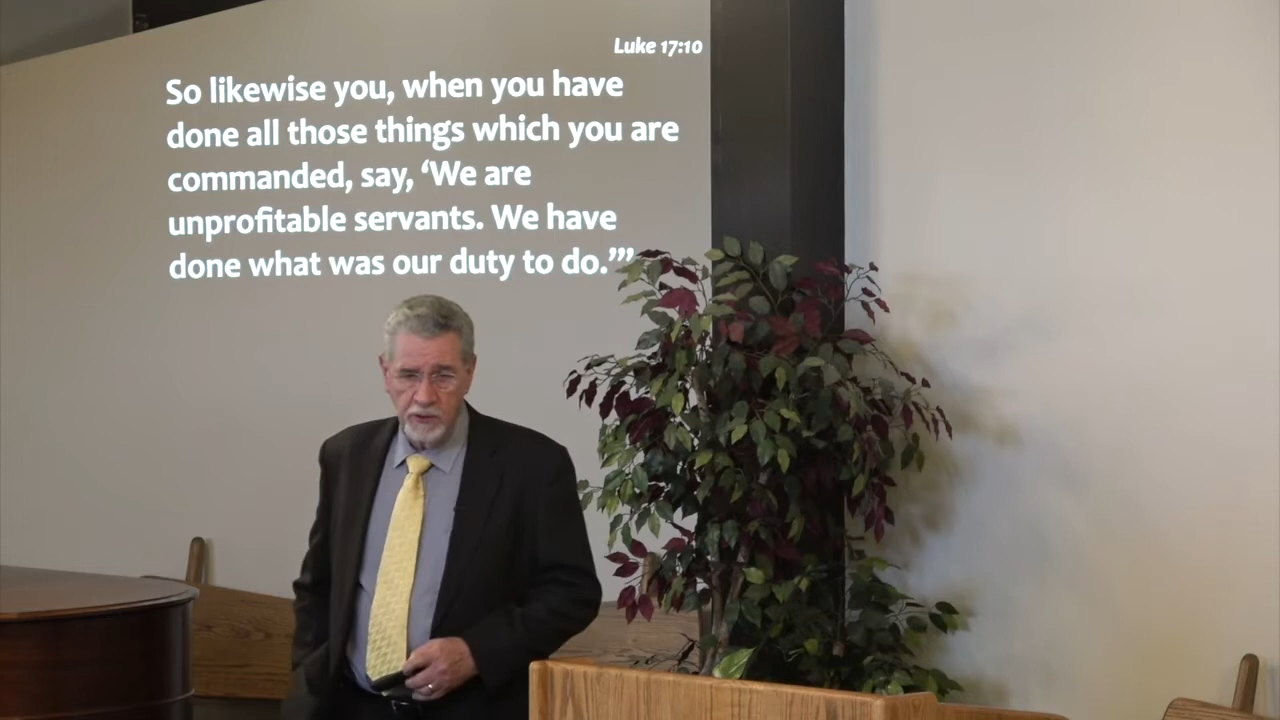 Luke 17:10
So likewise you, when you have
done all those things which you are
commanded, say, ‘We are
unprofitable servants. We have
done what was our duty to do.’”